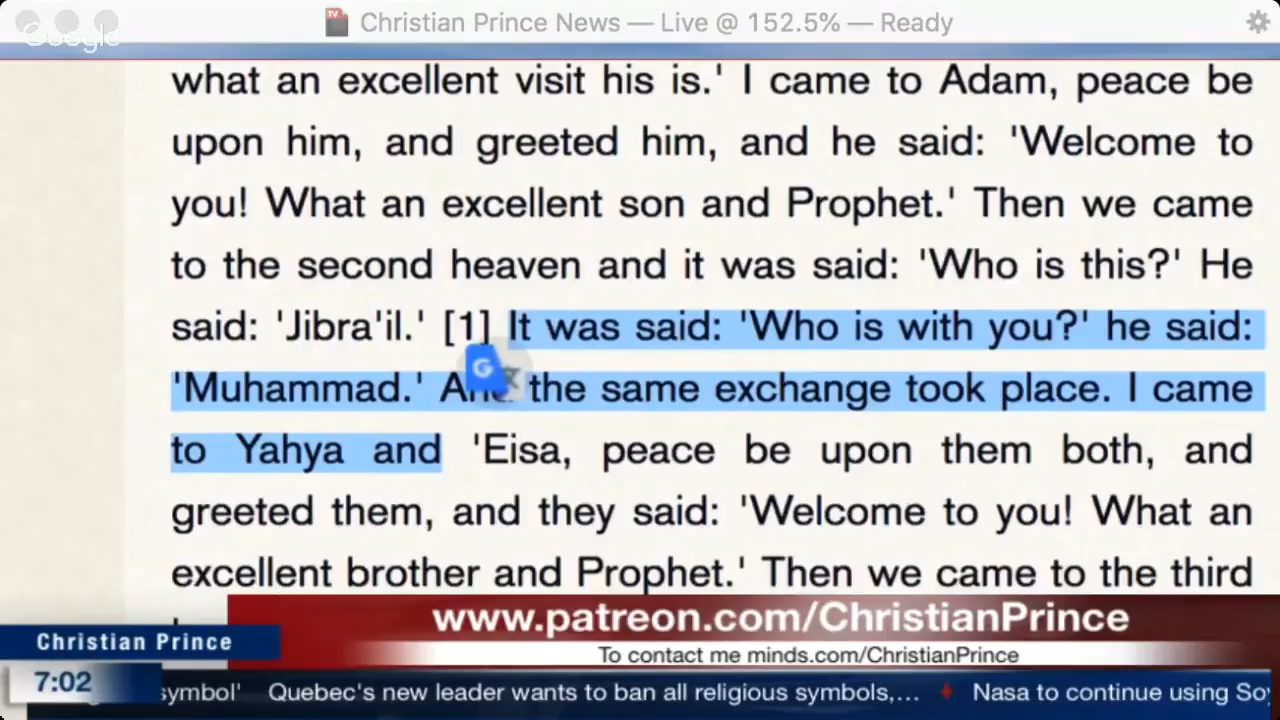 Christian Prince News — Live @ 152.5% — Ready
Google
what an excellent visit his is.' I came to Adam, peace be
upon him, and greeted him, and he said: 'Welcome to
you! What an excellent son and Prophet.' Then we came
to the second heaven and it was said: 'Who is this?' He
said: 'Jibra'il.' [1] It was said: 'Who is with you?' he said:
'Muhammad.' And the same exchange took place. I came
to Yahya and 'Eisa, peace be upon them both, and
greeted them, and they said: 'Welcome to you! What an
excellent brother and Prophet.' Then we came to the third
www.patreon.com/ChristianPrince
Christian Prince
To contact me minds.com/ChristianPrince
7:02
symbol' Quebec's new leader wants to ban all religious symbols,... Nasa to continue using